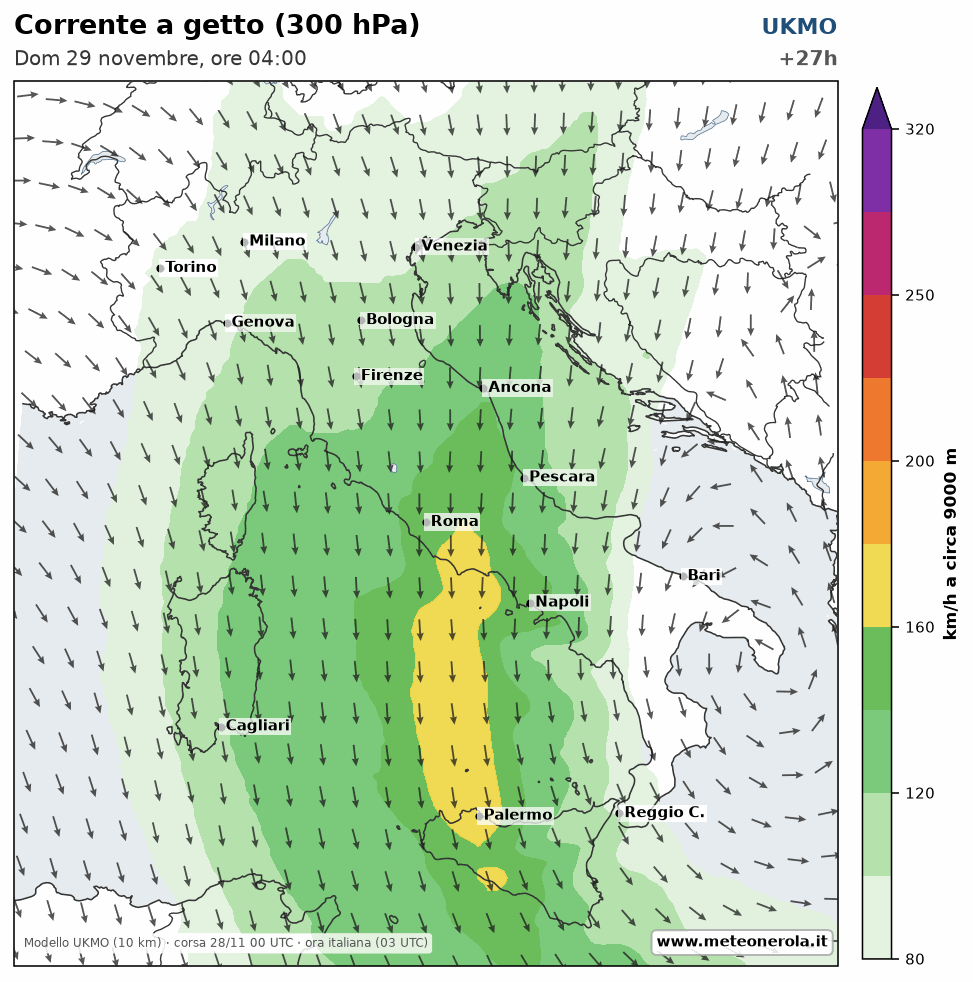 Corrente a getto (300 hPa)
UKMO
Dom 29 novembre, ore 04:00
+27h
320
Milano
Venezia
Torino
250
Genova
Bologna
Firenze
Ancona
200
Pescara
Roma
km/h a circa 9000 m
Bari
Napoli
160
Cagliari
120
Palermo
Reggio C.
Modello UKMO (10 km) · corsa 28/11 00 UTC · ora italiana (03 UTC)
www.meteonerola.it
80